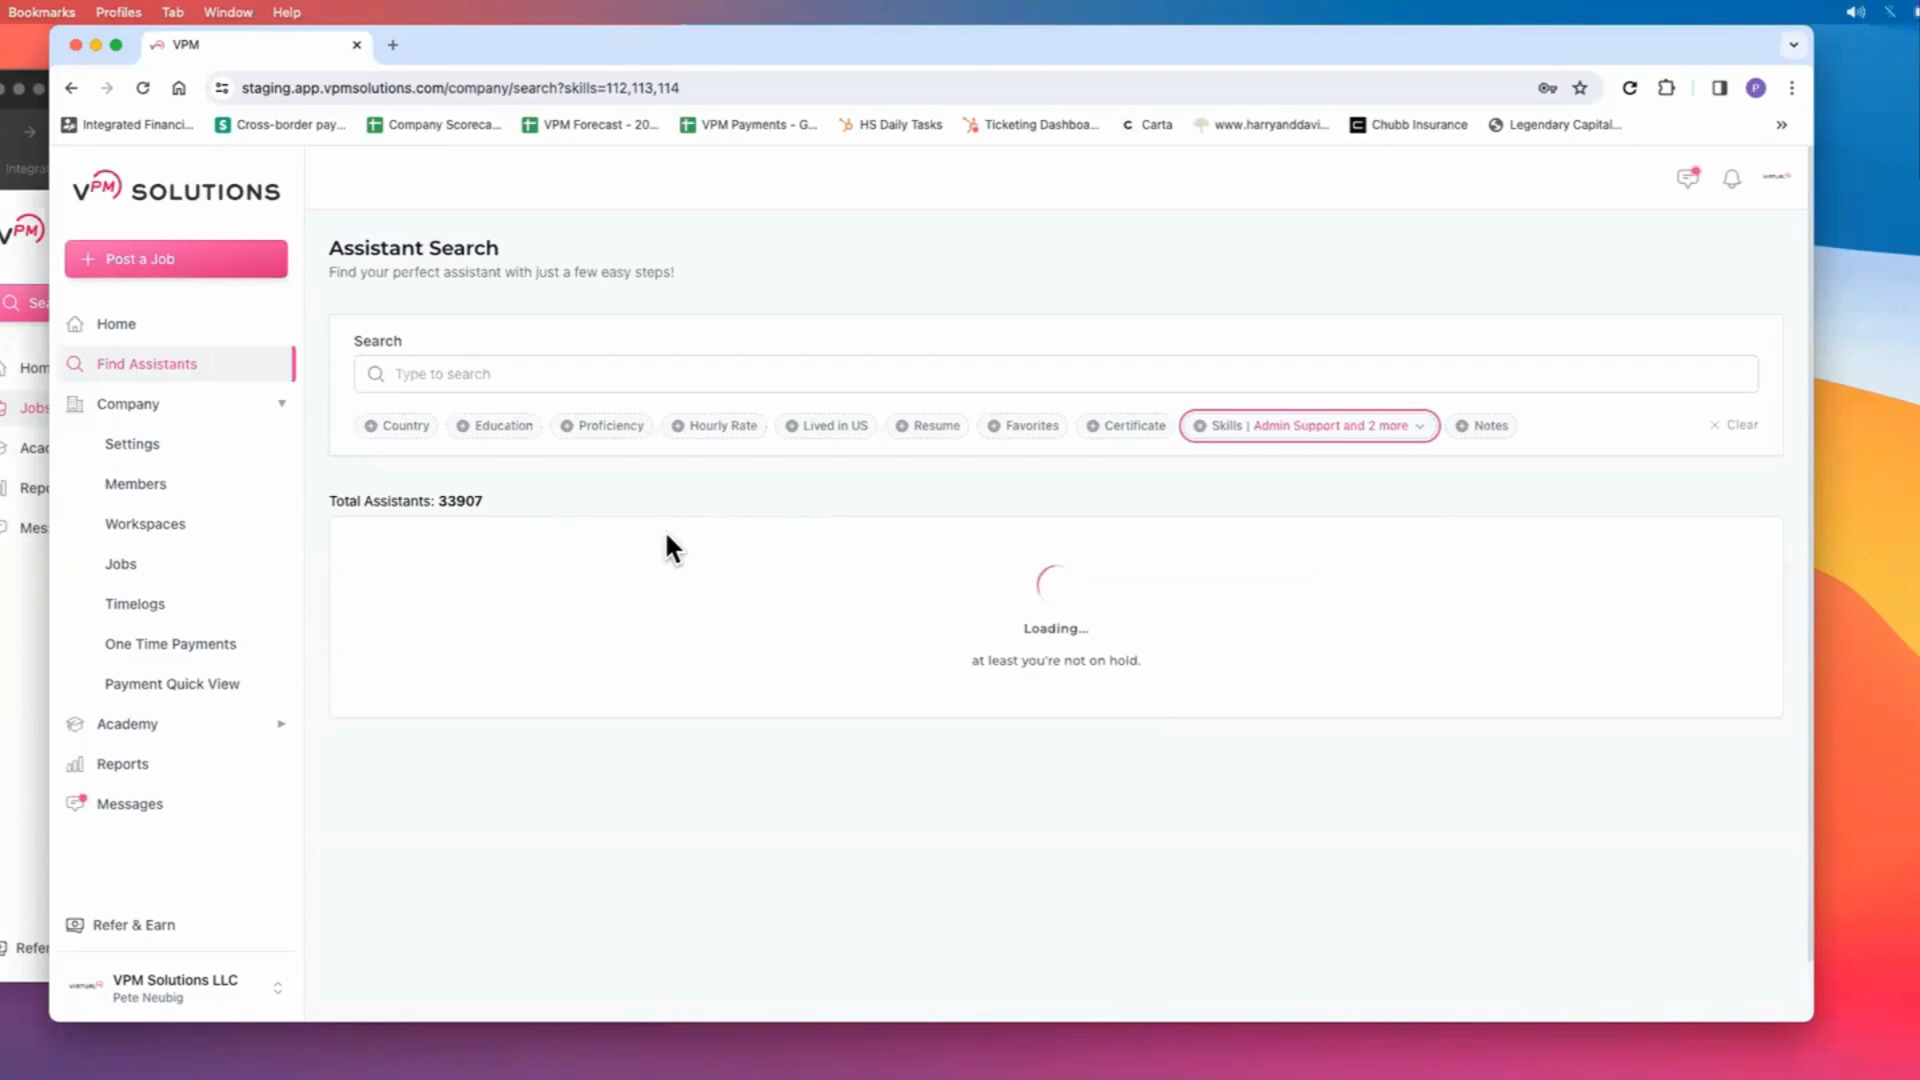 Bookmarks Profiles Tab Window Help
VPM
staging.app.vpmsolutions.com/company/search?skills=112,113,114
Integrated Financi... Cross-border pay... Company Scoreca... VPM Forecast - 20... VPM Payments - G... HS Daily Tasks Ticketing Dashboa... Carta www.harryanddavi... Chubb Insurance Legendary Capital...
VPM SOLUTIONS
Post a Job
Home
Find Assistants
Company
Settings
Members
Workspaces
Jobs
Timelogs
One Time Payments
Payment Quick View
Academy
Reports
Messages
Refer & Earn
VPM Solutions LLC
Pete Neubig
Assistant Search
Find your perfect assistant with just a few easy steps!
Search
Type to search
Country Education Proficiency Hourly Rate Lived in US Resume Favorites Certificate Skills | Admin Support and 2 more Notes Clear
Total Assistants: 33907
Loading...
at least you're not on hold.
Integra
VPM
Sea
Hom
Jobs
Acad
Repo
Mes
Refer
P